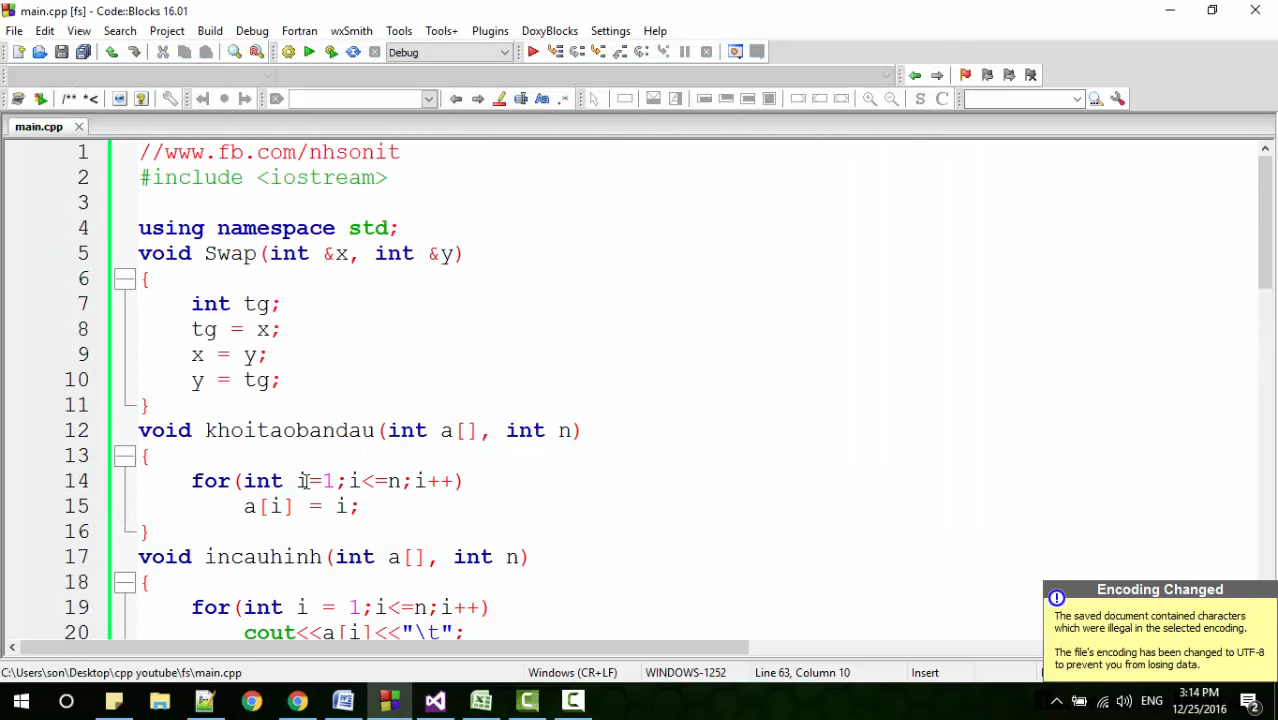 main.cpp [fs] - Code::Blocks 16.01
File Edit View Search Project Build Debug Fortran wxSmith Tools Tools+ Plugins DoxyBlocks Settings Help
Debug
/** *<
S C
main.cpp
1 //www.fb.com/nhsonit
2 #include <iostream>
3
4 using namespace std;
5 void Swap(int &x, int &y)
6 {
7 int tg;
8 tg = x;
9 x = y;
10 y = tg;
11 }
12 void khoitaobandau(int a[], int n)
13 {
14 for(int i=1;i<=n;i++)
15 a[i] = i;
16 }
17 void incauhinh(int a[], int n)
18 {
19 for(int i = 1;i<=n;i++)
20 cout<<a[i]<<"\t";
Encoding Changed
The saved document contained characters
which were illegal in the selected encoding.
The file's encoding has been changed to UTF-8
to prevent you from losing data.
C:\Users\son\Desktop\cpp youtube\fs\main.cpp Windows (CR+LF) WINDOWS-1252 Line 63, Column 10 Insert
ENG 3:14 PM
12/25/2016 2